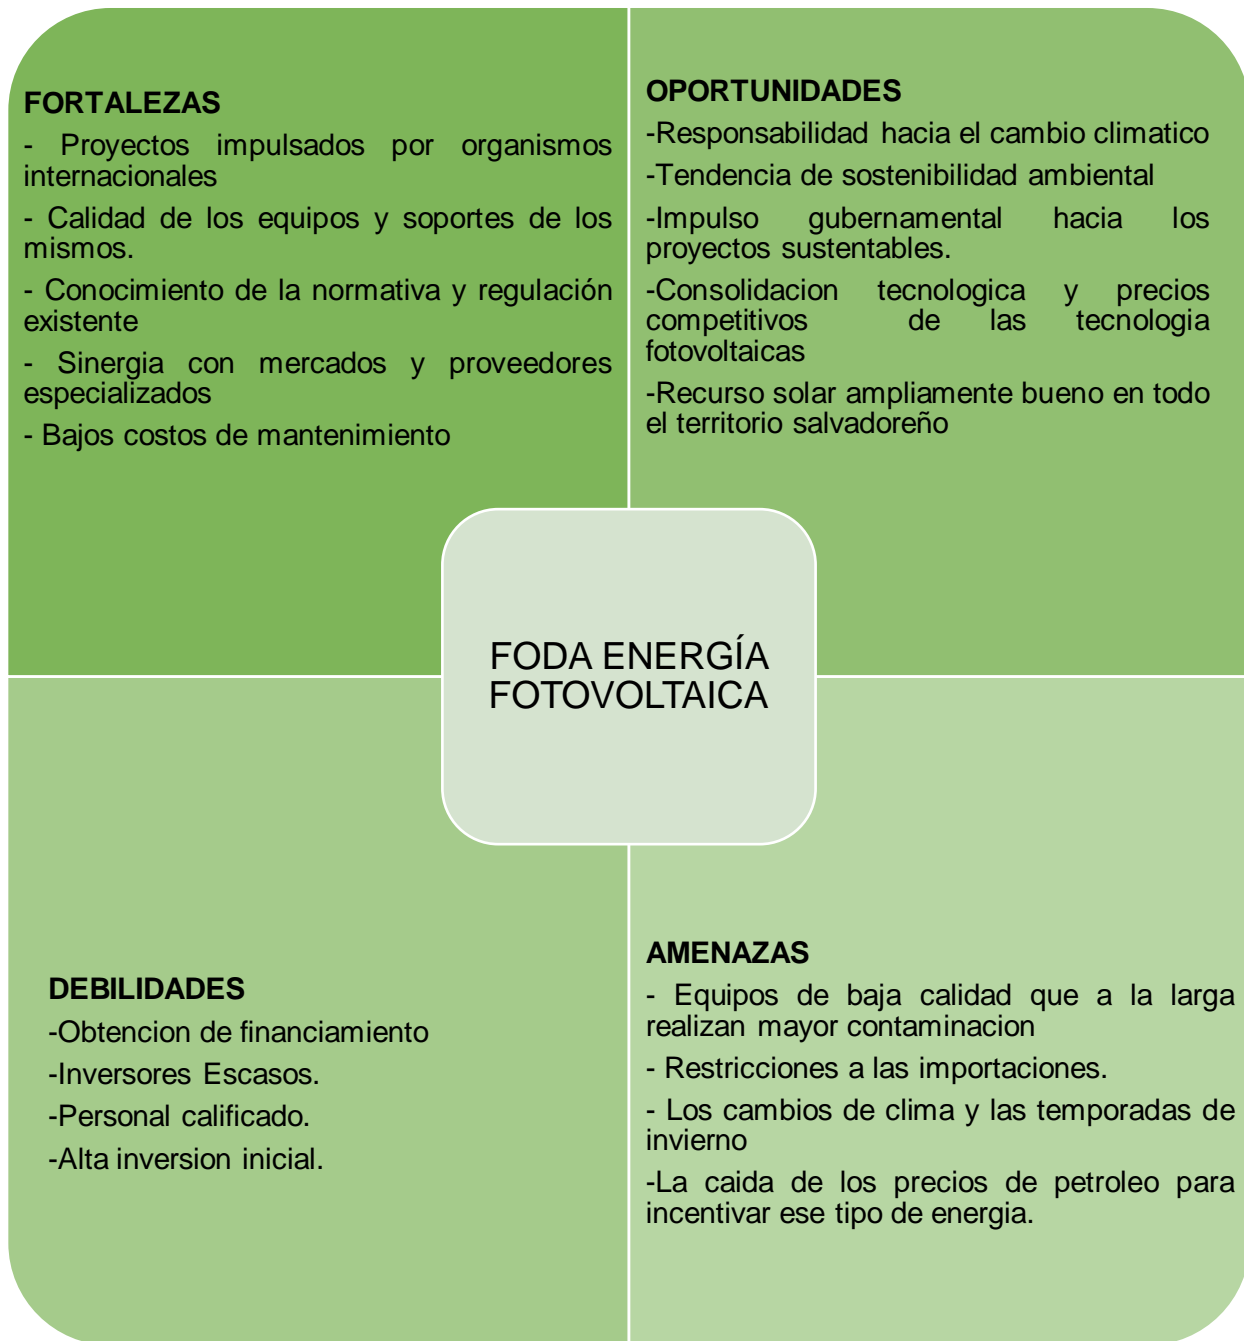 FORTALEZAS
- Proyectos impulsados por organismos
internacionales
- Calidad de los equipos y soportes de los
mismos.
- Conocimiento de la normativa y regulación
existente
- Sinergia con mercados y proveedores
especializados
- Bajos costos de mantenimiento
OPORTUNIDADES
-Responsabilidad hacia el cambio climatico
-Tendencia de sostenibilidad ambiental
-Impulso gubernamental hacia los
proyectos sustentables.
-Consolidacion tecnologica y precios
competitivos de las tecnologia
fotovoltaicas
-Recurso solar ampliamente bueno en todo
el territorio salvadoreño
FODA ENERGÍA
FOTOVOLTAICA
DEBILIDADES
-Obtencion de financiamiento
-Inversores Escasos.
-Personal calificado.
-Alta inversion inicial.
AMENAZAS
- Equipos de baja calidad que a la larga
realizan mayor contaminacion
- Restricciones a las importaciones.
- Los cambios de clima y las temporadas de
invierno
-La caida de los precios de petroleo para
incentivar ese tipo de energia.